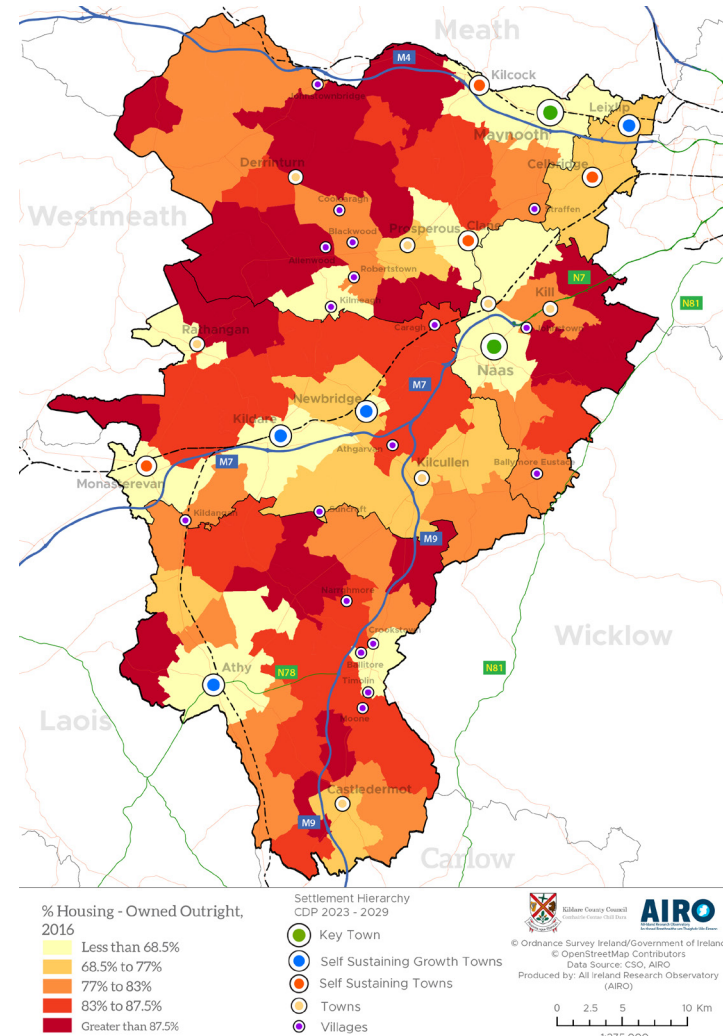 Meath
M4
Kilcock
Johnstownbridge
Leixlip
Maynooth
Derrinturn
Celbridge
Westmeath
Coolearagh
Straffan
Blackwood
Prosperous
Clane
Allenwood
Robertstown
N7
Kill
N81
Kilmeagh
Rathangan
Caragh
Johnstown
Naas
M7
Newbridge
Kildare
Athgarvan
M7
Kilcullen
Ballymore Eustace
Monasterevan
Kildangan
Suncroft
M9
Narraghmore
Wicklow
Crookstown
Athy
N78
Ballitore
N81
Timolin
Laois
Moone
Castledermot
M9
Carlow
% Housing - Owned Outright,
2016
Less than 68.5%
68.5% to 77%
77% to 83%
83% to 87.5%
Greater than 87.5%
Settlement Hierarchy
CDP 2023 - 2029
Key Town
Self Sustaining Growth Towns
Self Sustaining Towns
Towns
Villages
Kildare County Council
AIRO
© Ordnance Survey Ireland/Government of Ireland
© OpenStreetMap Contributors
Data Source: CSO, AIRO
Produced by: All Ireland Research Observatory
(AIRO)
0 2.5 5 10 Km